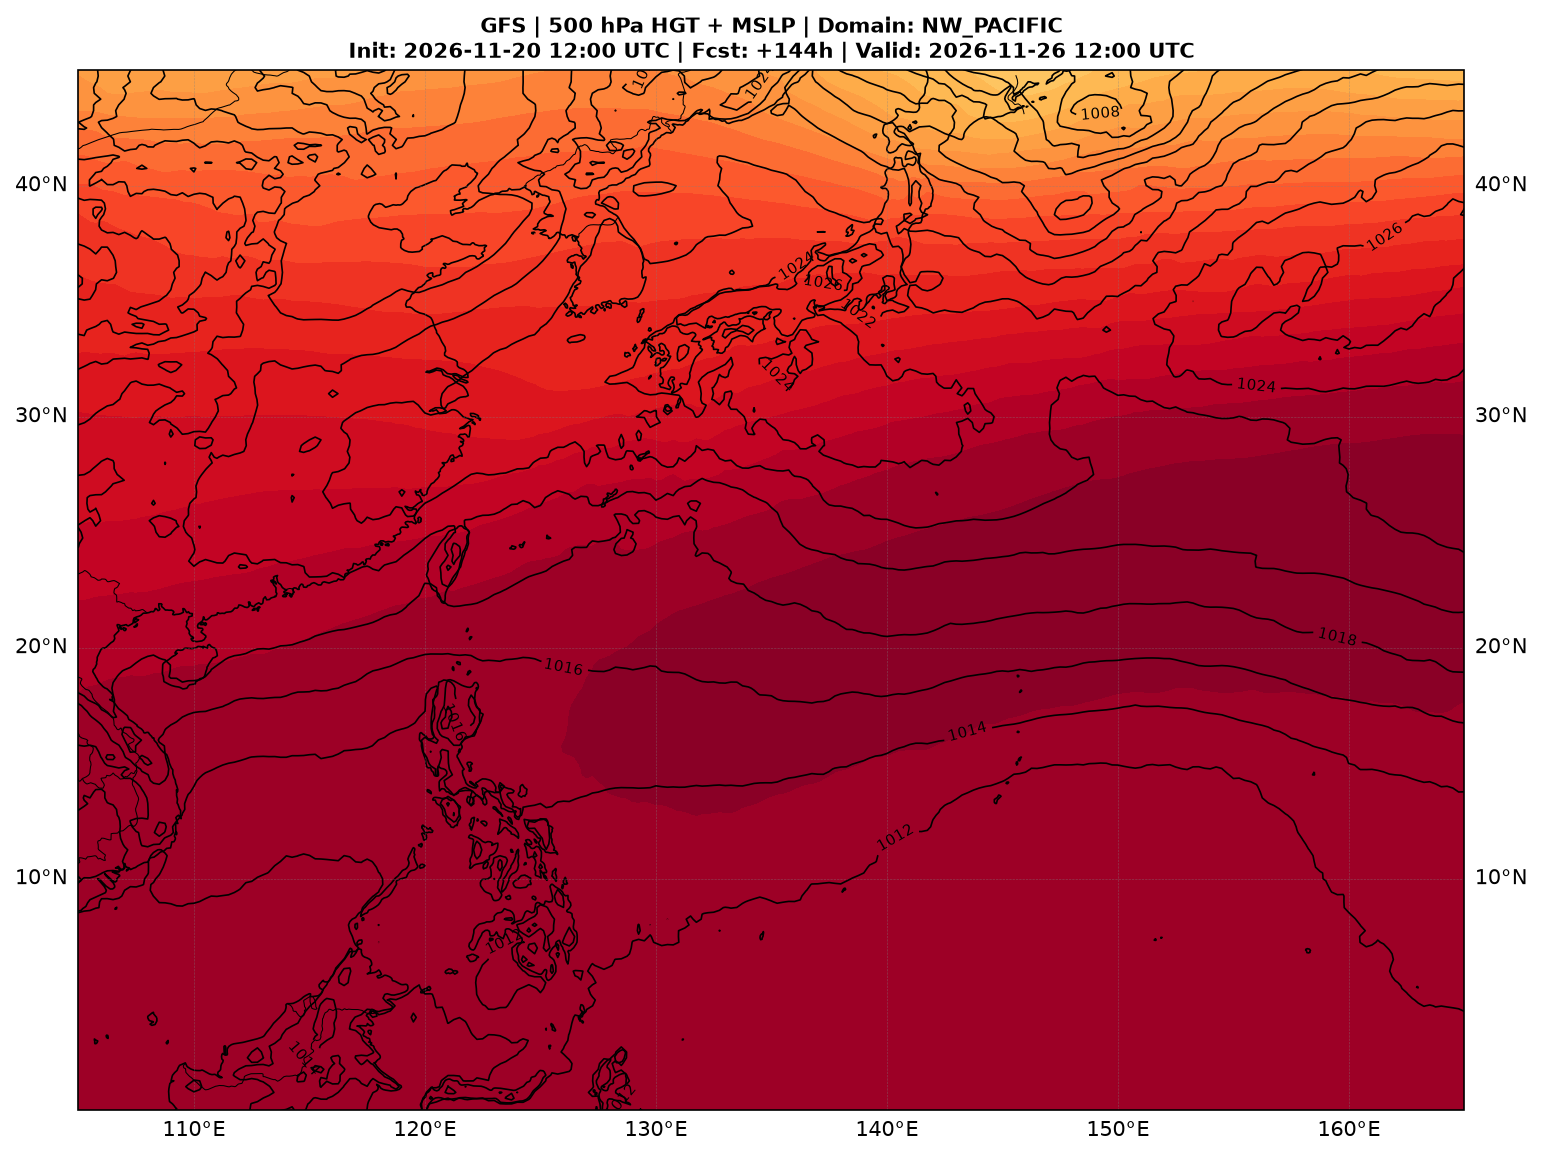 GFS | 500 hPa HGT + MSLP | Domain: NW_PACIFIC
Init: 2026-11-20 12:00 UTC | Fcst: +144h | Valid: 2026-11-26 12:00 UTC
1008
40°N 40°N
1026
1024
1026
1022
1024
1024
30°N 30°N
1018
20°N 20°N
1016
1016
1014
1012
10°N 10°N
110°E 120°E 130°E 140°E 150°E 160°E